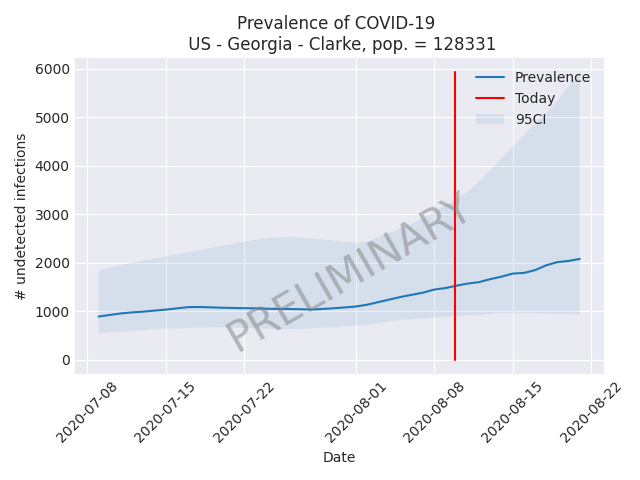 Prevalence of COVID-19
US - Georgia - Clarke, pop. = 128331
6000
5000
4000
3000
2000
1000
0
# undetected infections
Prevalence
Today
95CI
PRELIMINARY
2020-07-08
2020-07-15
2020-07-22
2020-08-01
2020-08-08
2020-08-15
2020-08-22
Date